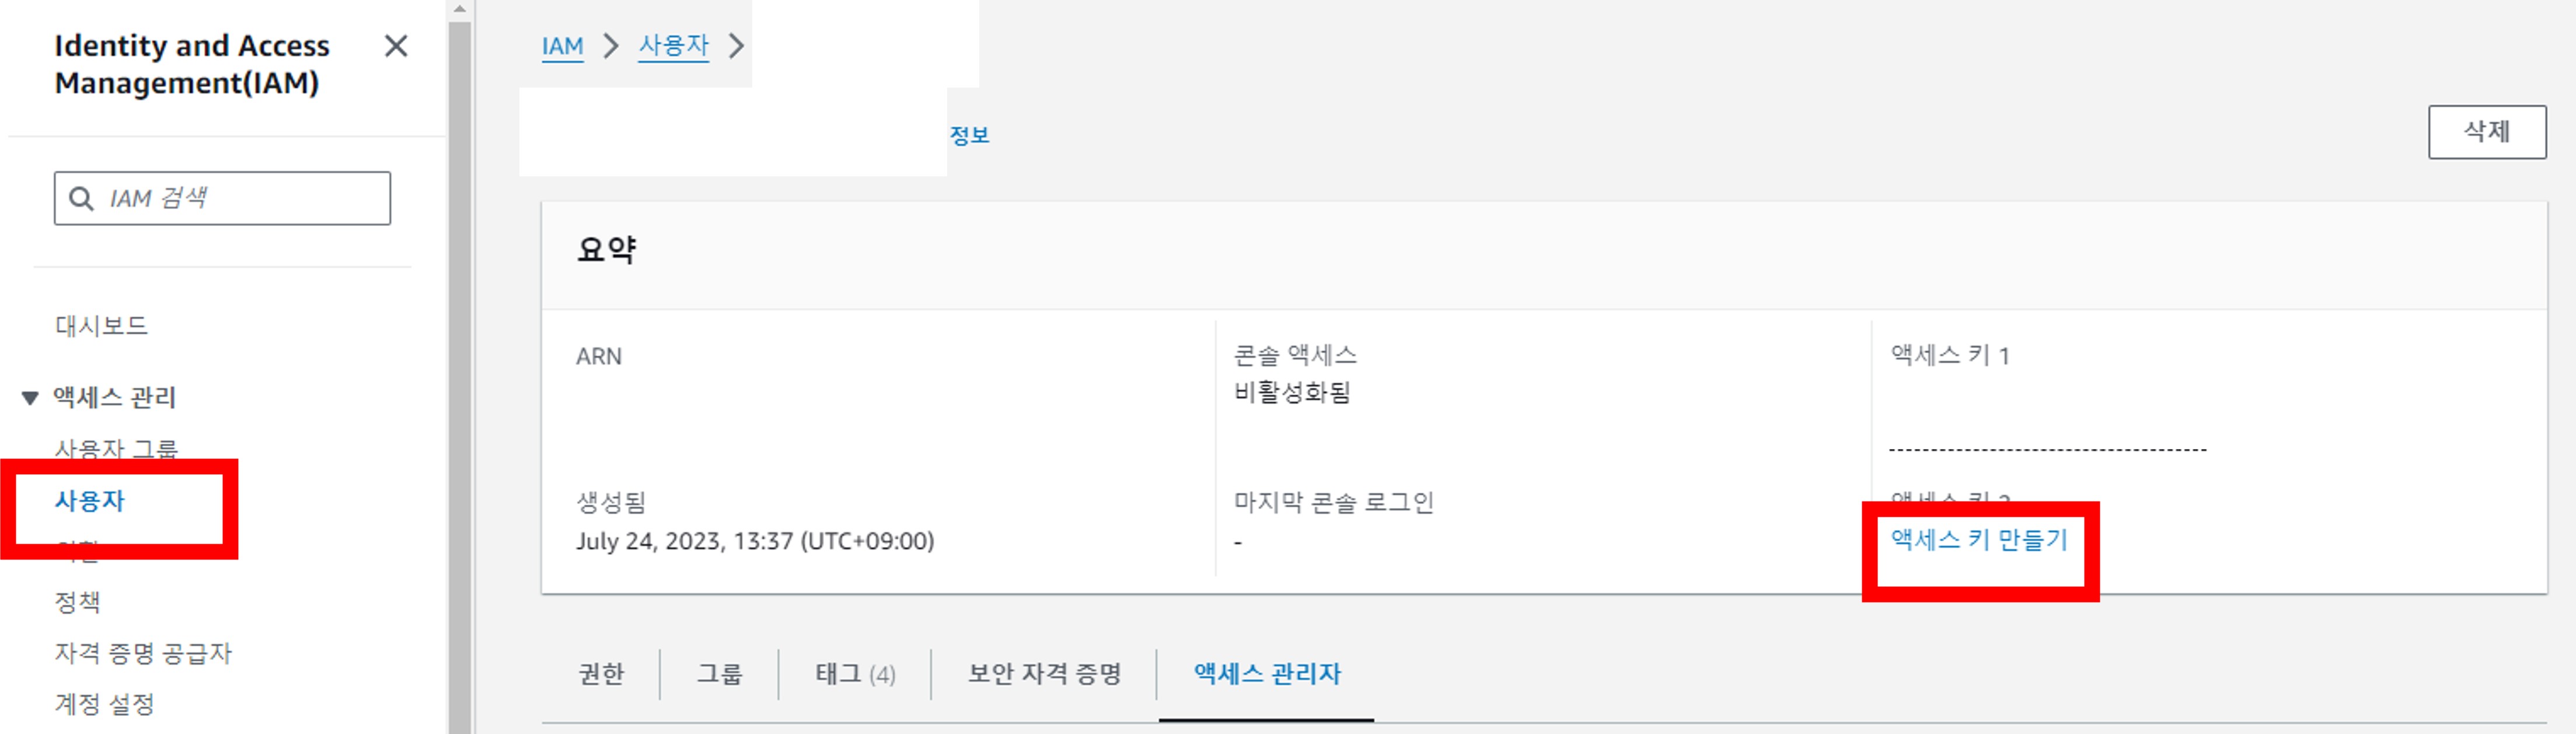 Identity and Access
Management(IAM)
IAM 검색
대시보드
액세스 관리
사용자 그룹
사용자
정책
자격 증명 공급자
계정 설정
IAM > 사용자 >
정보
삭제
요약
ARN
콘솔 액세스
비활성화됨
액세스 키 1
------------------------------------
생성됨
July 24, 2023, 13:37 (UTC+09:00)
마지막 콘솔 로그인
-
액세스 키 2
액세스 키 만들기
권한
그룹
태그 (4)
보안 자격 증명
액세스 관리자